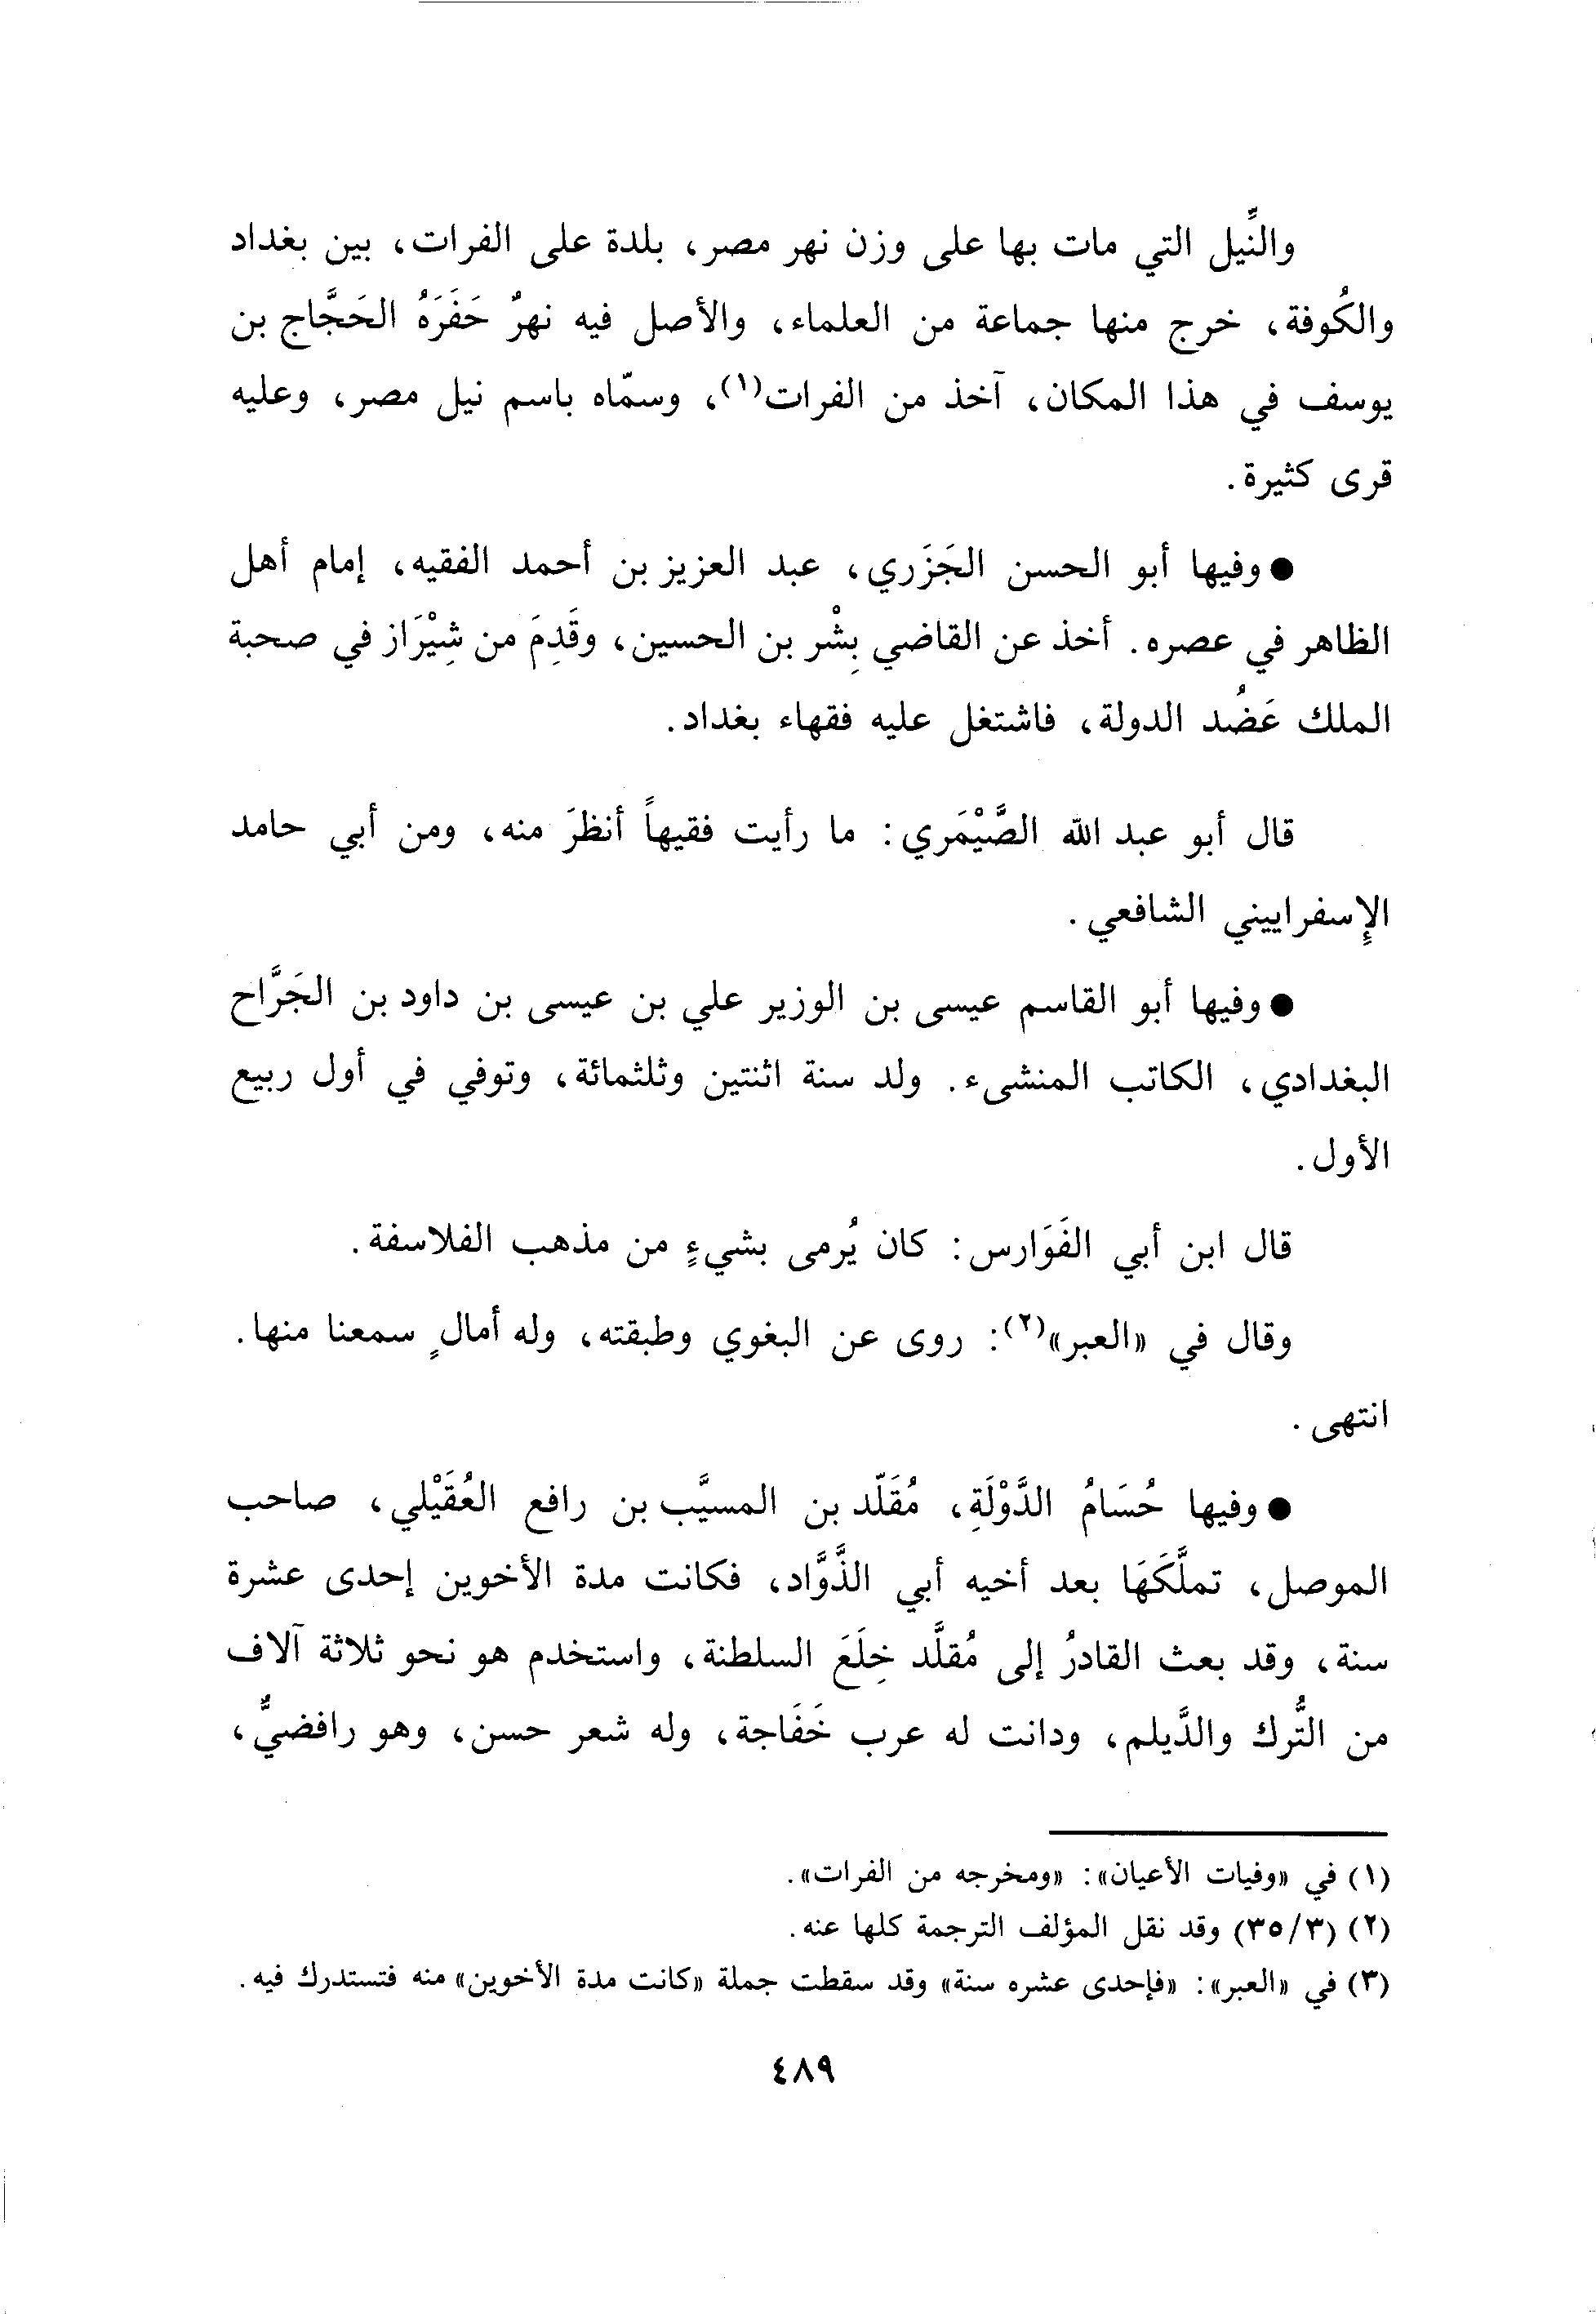 والنِّيل التي مات بها على وزن نهر مصر، بلدة على الفرات، بين بغداد
والكُوفة، خرج منها جماعة من العلماء، والأصل فيه نهرٌ حَفَرَهُ الحَجَّاج بن
يوسف في هذا المكان، آخذ من الفرات(١)، وسمّاه باسم نيل مصر، وعليه
قرى كثيرة.
● وفيها أبو الحسن الجَزَري، عبد العزيز بن أحمد الفقيه، إمام أهل
الظاهر في عصره. أخذ عن القاضي بِشْر بن الحسين، وقَدِمَ من شِيْرَاز في صحبة
الملك عَضُد الدولة، فاشتغل عليه فقهاء بغداد.
قال أبو عبد الله الصَّيْمَري: ما رأيت فقيهاً أنظرَ منه، ومن أبي حامد
الإسفراييني الشافعي.
● وفيها أبو القاسم عيسى بن الوزير علي بن عيسى بن داود بن الجَرَّاح
البغدادي، الكاتب المنشىء. ولد سنة اثنتين وثلثمائة، وتوفي في أول ربيع
الأول.
قال ابن أبي الفَوَارس: كان يُرمى بشيءٍ من مذهب الفلاسفة.
وقال في «العبر»(٢): روى عن البغوي وطبقته، وله أمالٍ سمعنا منها.
انتهى.
● وفيها حُسَامُ الدَّوْلَةِ، مُقَلّد بن المسيَّب بن رافع العُقَيْلي، صاحب
الموصل، تملَّكَهَا بعد أخيه أبي الذَّوَّاد، فكانت مدة الأخوين إحدى عشرة
سنة، وقد بعث القادرُ إلى مُقلَّد خِلَعَ السلطنة، واستخدم هو نحو ثلاثة آلاف
من التُّرك والدَّيلم، ودانت له عرب خَفَاجة، وله شعر حسن، وهو رافضيٌّ،
(١) في «وفيات الأعيان»: «ومخرجه من الفرات».
(٢) (٣/٣٥) وقد نقل المؤلف الترجمة كلها عنه.
(٣) في «العبر»: «فإحدى عشره سنة» وقد سقطت جملة «كانت مدة الأخوين» منه فتستدرك فيه.
٤٨٩